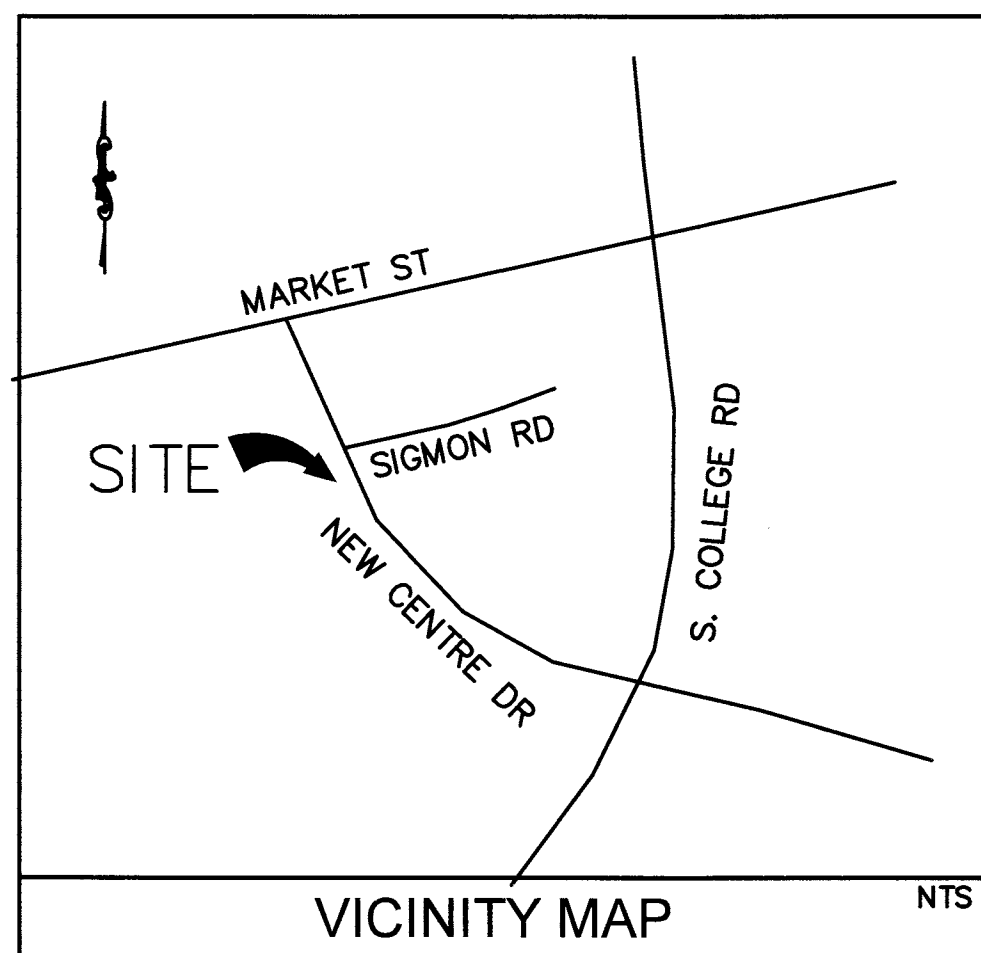 MARKET ST
SITE
SIGMON RD
NEW CENTRE DR
S. COLLEGE RD
VICINITY MAP
NTS